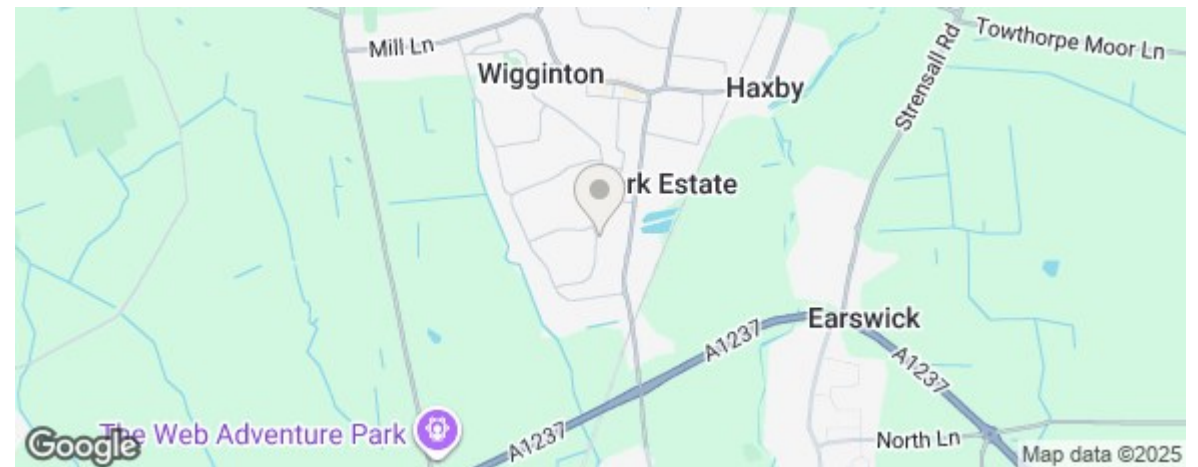 Towthorpe Moor Ln
Mill Ln
Wigginton
Haxby
Strensall Rd
rk Estate
Earswick
A1237
A1237
The Web Adventure Park
A1237
North Ln
Google
Map data ©2025